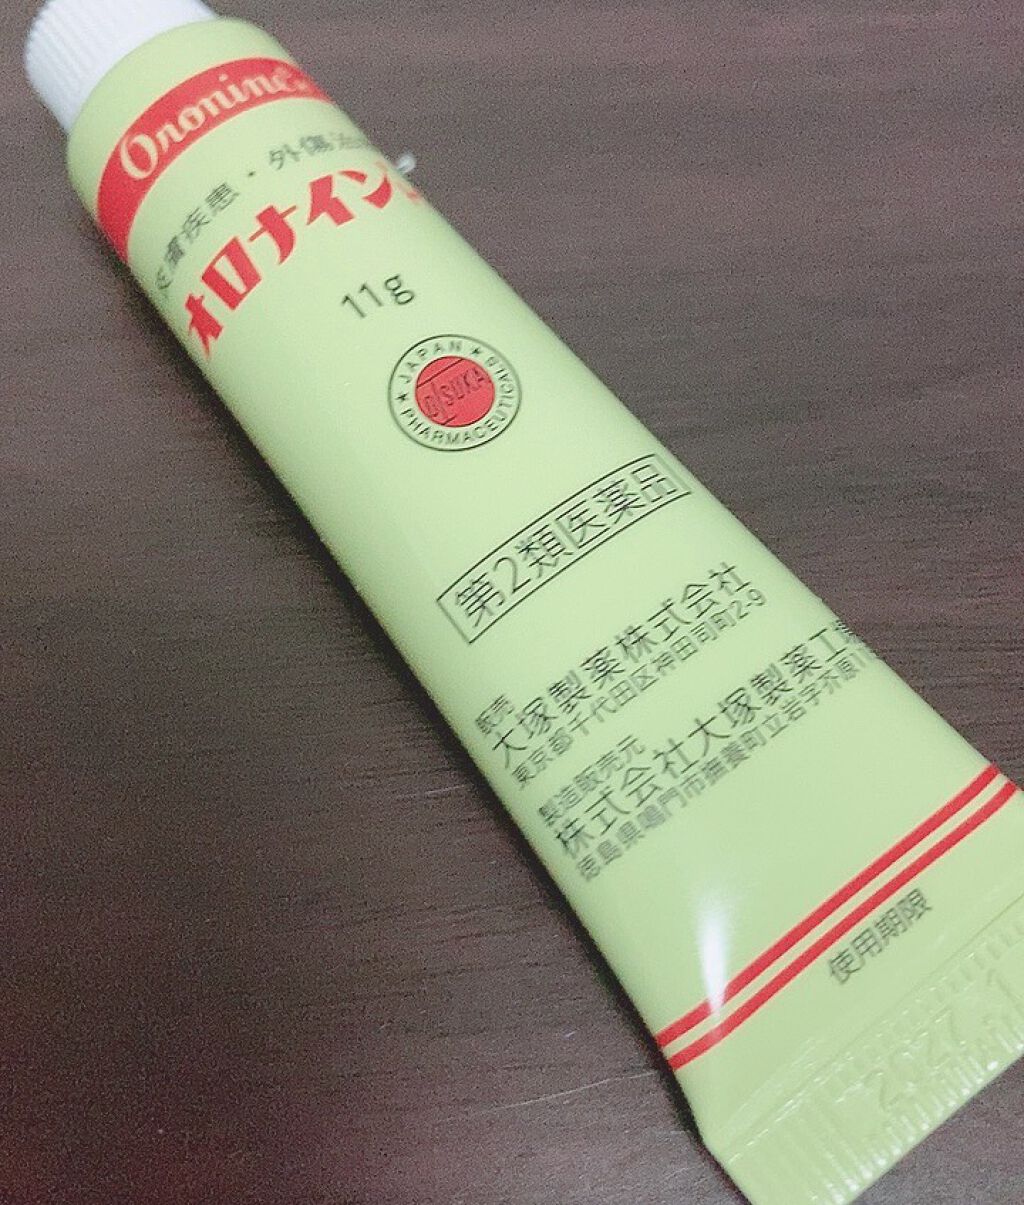 Oronine
皮膚疾患・外傷治
オロナイン
11g
JAPAN
OTSUKA
PHARMACEUTICALS
第2類医薬品
販売
大塚製薬株式会社
東京都千代田区神田司町2-9
製造販売元
株式会社大塚製薬工
徳島県鳴門市撫養町立岩字芥原
使用期限
2027.1